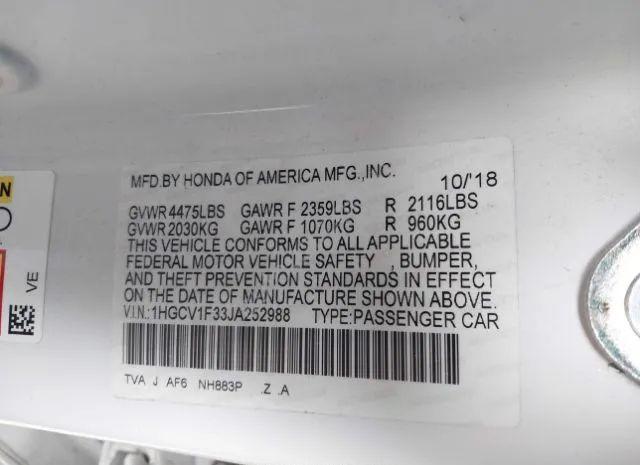 MFD.BY HONDA OF AMERICA MFG.,INC. 10/'18
GVWR 4475LBS GAWR F 2359LBS R 2116LBS
GVWR 2030KG GAWR F 1070KG R 960KG
THIS VEHICLE CONFORMS TO ALL APPLICABLE
FEDERAL MOTOR VEHICLE SAFETY , BUMPER,
AND THEFT PREVENTION STANDARDS IN EFFECT
ON THE DATE OF MANUFACTURE SHOWN ABOVE.
V.I.N.:1HGCV1F33JA252988 TYPE:PASSENGER CAR
TVA J AF6 NH883P .Z .A
VE